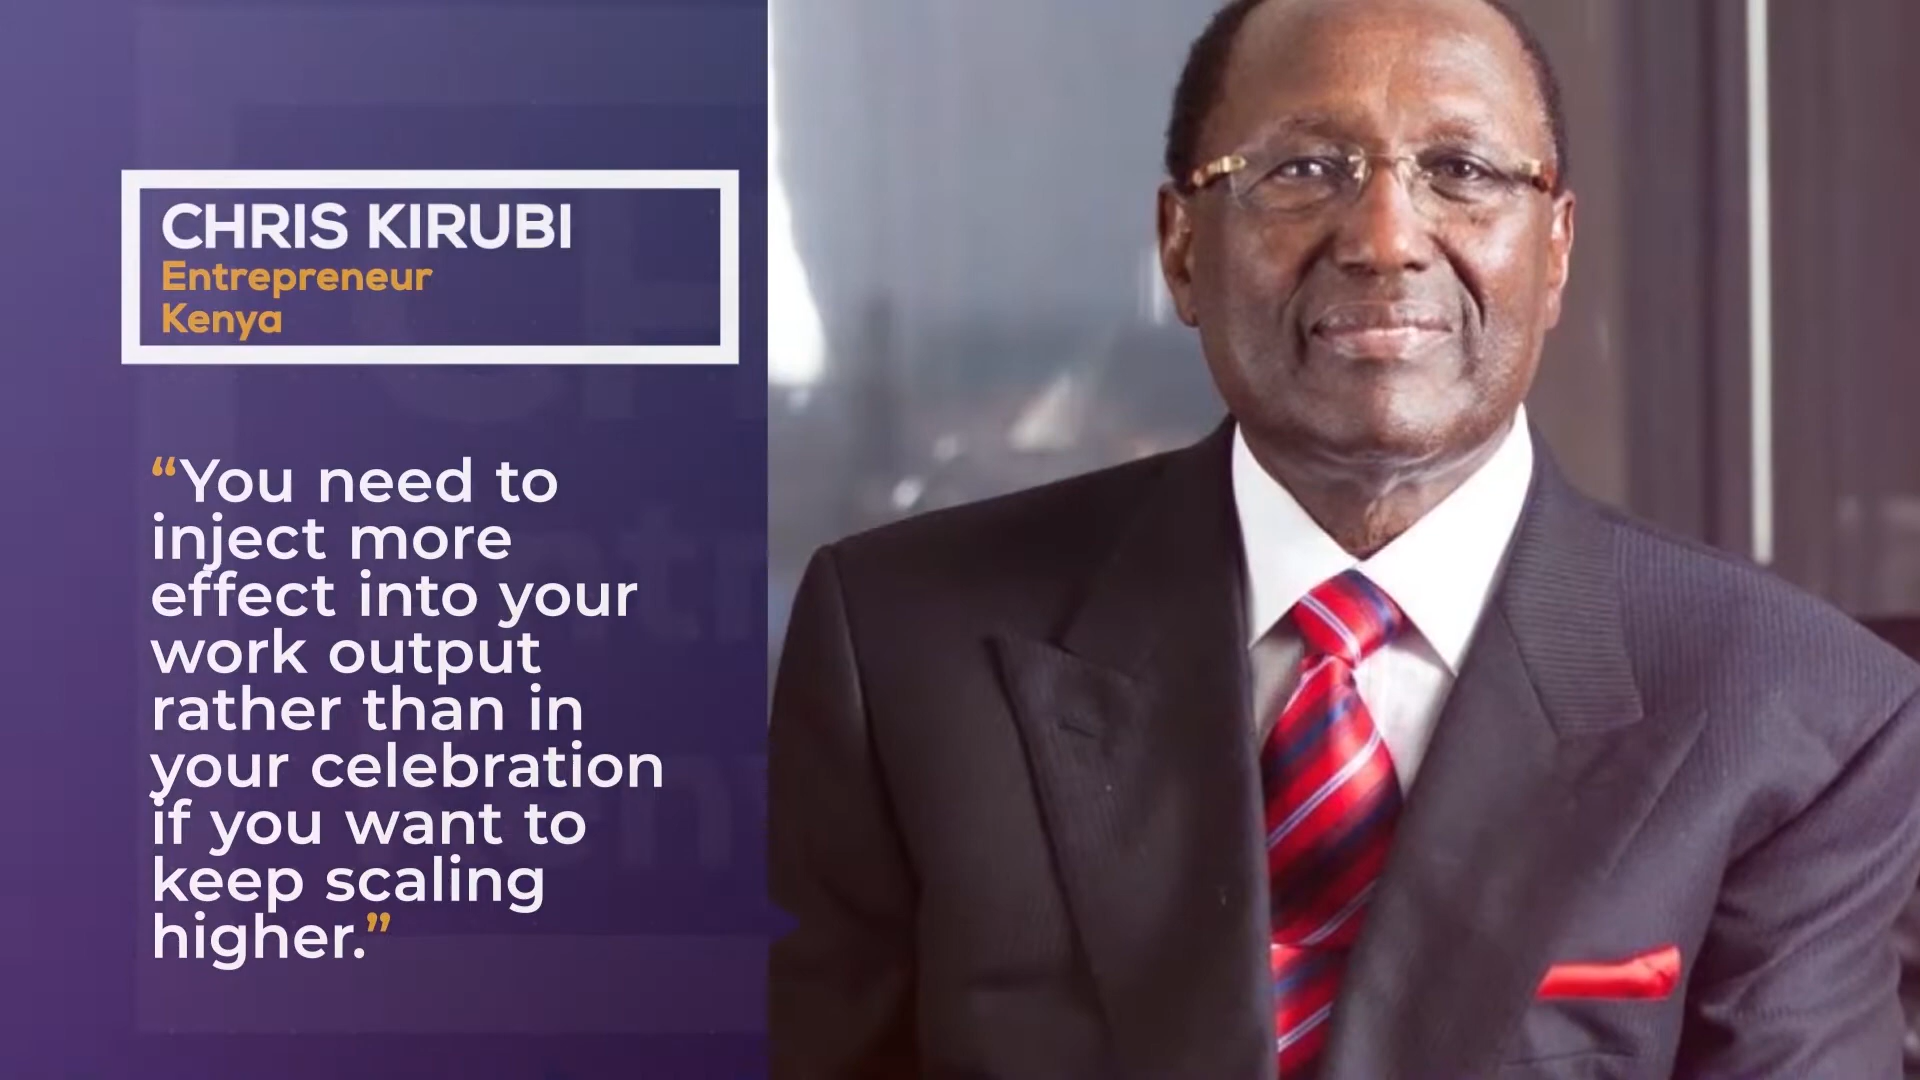 CHRIS KIRUBI
Entrepreneur
Kenya
“You need to
inject more
effect into your
work output
rather than in
your celebration
if you want to
keep scaling
higher.”